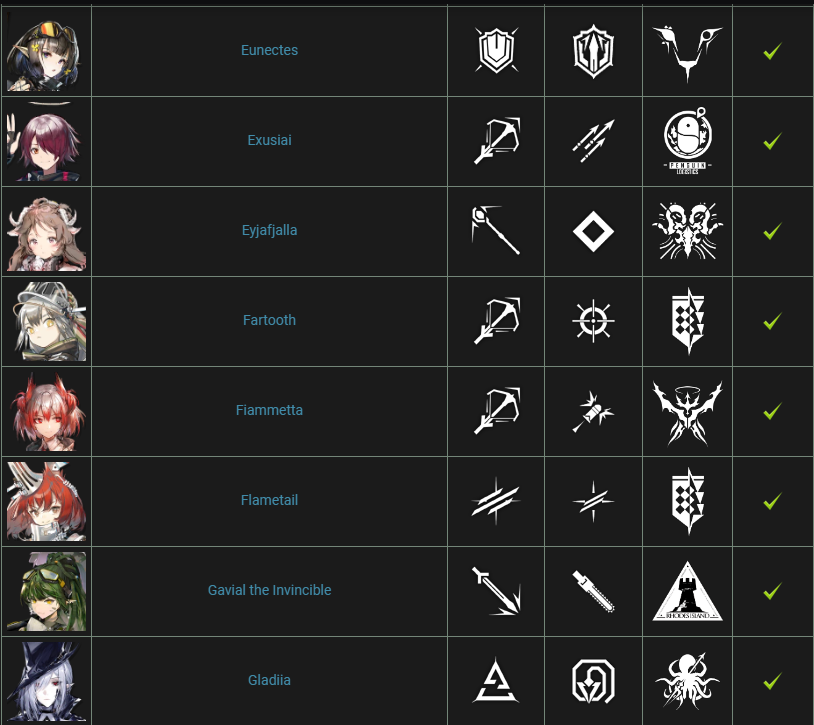 Eunectes
Exusiai
PENGUIN
LOGISTICS
Eyjafjalla
Fartooth
Fiammetta
Flametail
Gavial the Invincible
RHODES ISLAND
Gladiia